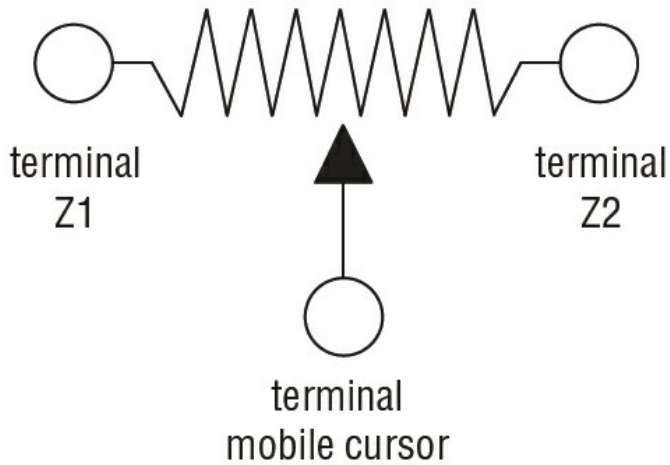 terminal
Z1
terminal
Z2
terminal
mobile cursor